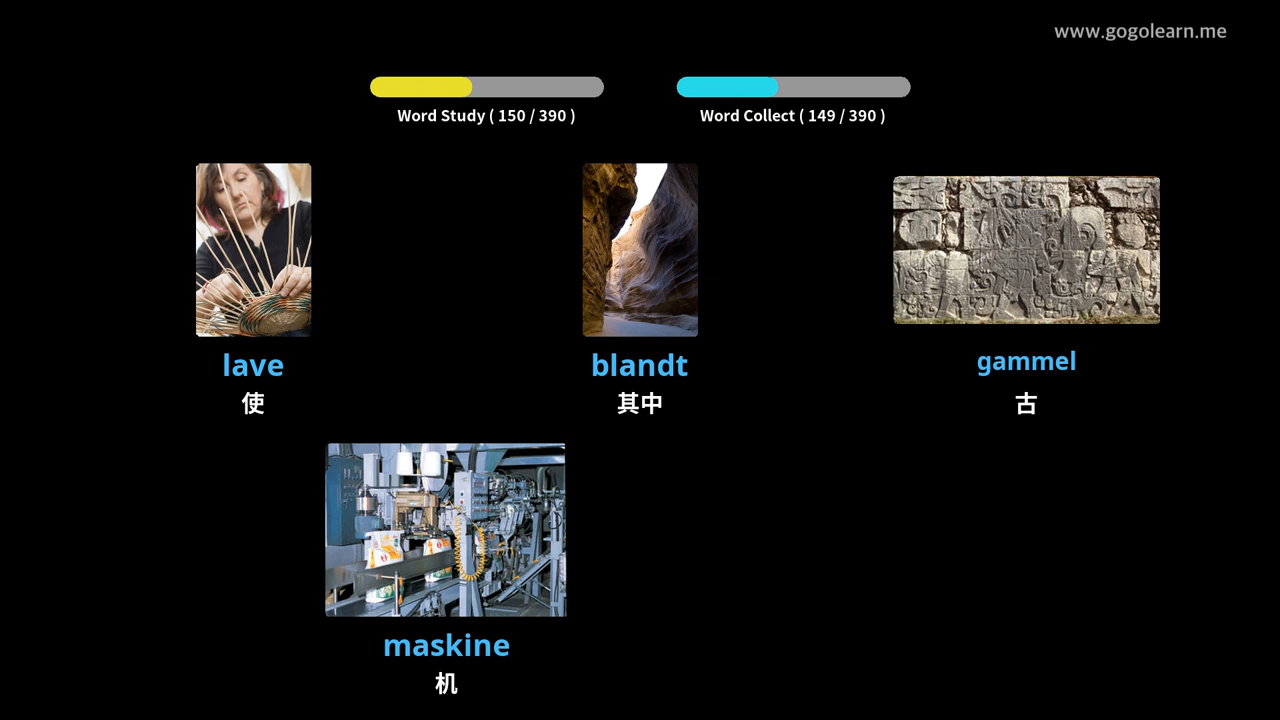 www.gogolearn.me
Word Study ( 150 / 390 )
Word Collect ( 149 / 390 )
lave
使
blandt
其中
gammel
古
maskine
机